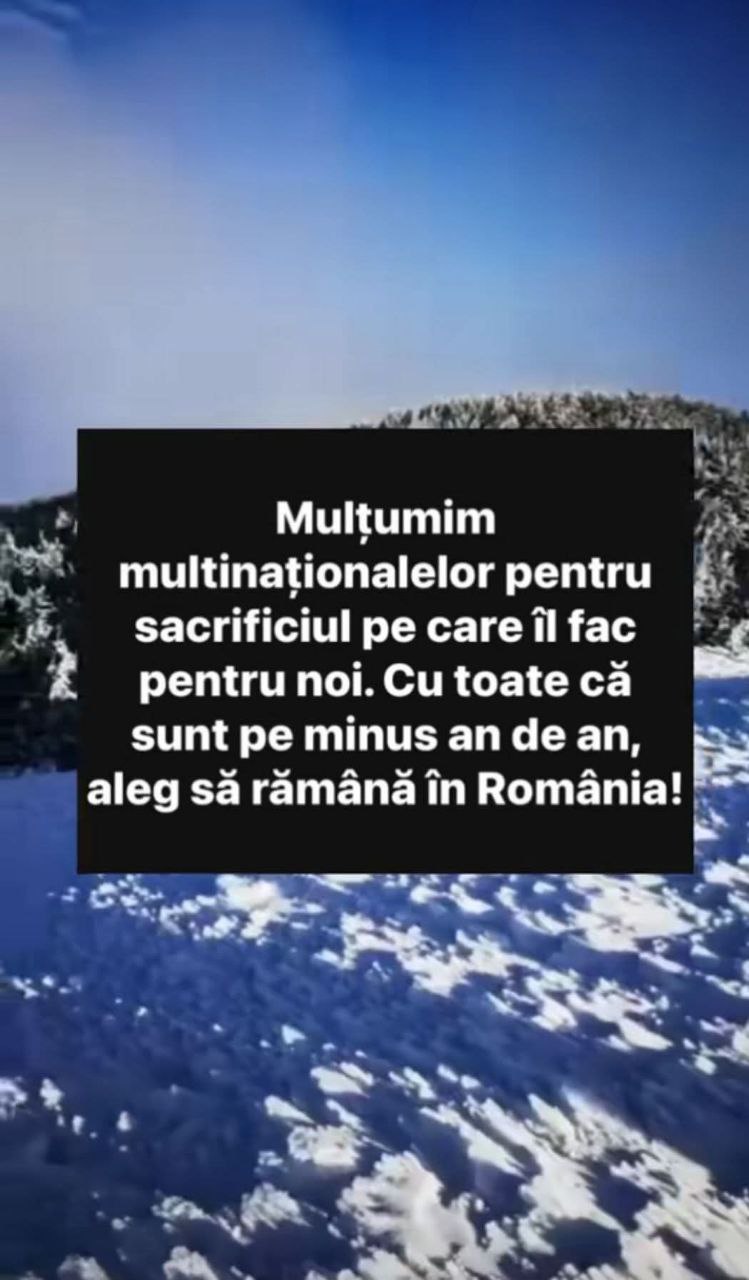 Mulțumim
multinaționalelor pentru
sacrificiul pe care îl fac
pentru noi. Cu toate că
sunt pe minus an de an,
aleg să rămână în România!